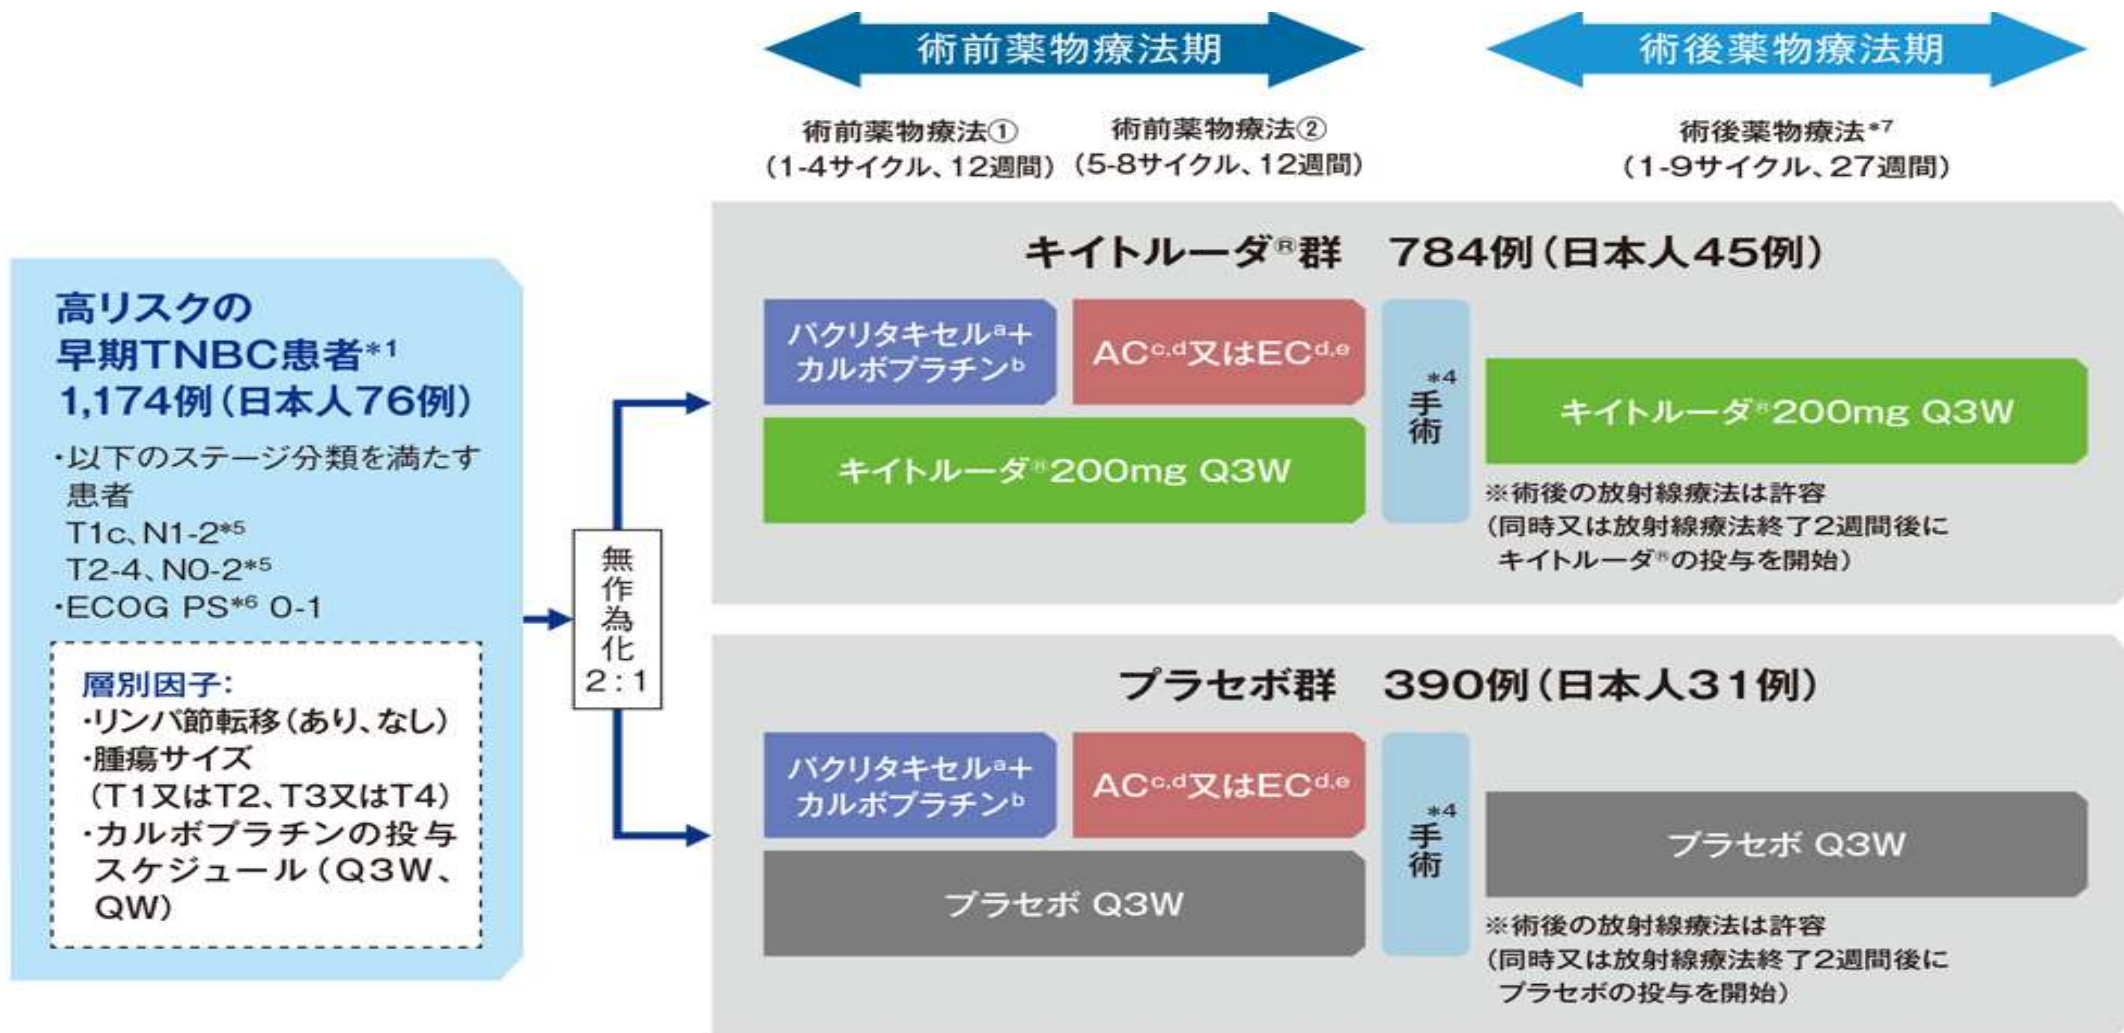 術前薬物療法期
術後薬物療法期
術前薬物療法①
(1-4サイクル、12週間)
術前薬物療法②
(5-8サイクル、12週間)
術後薬物療法*7
(1-9サイクル、27週間)
高リスクの
早期TNBC患者*1
1,174例(日本人76例)
・以下のステージ分類を満たす
患者
T1c、N1-2*5
T2-4、N0-2*5
・ECOG PS*6 0-1
層別因子:
・リンパ節転移(あり、なし)
・腫瘍サイズ
(T1又はT2、T3又はT4)
・カルボプラチンの投与
スケジュール(Q3W、
QW)
無作為化
2:1
キイトルーダ®群 784例(日本人45例)
パクリタキセルa+
カルボプラチンb
ACc,d又はECd,e
キイトルーダ®200mg Q3W
*4
手術
キイトルーダ®200mg Q3W
※術後の放射線療法は許容
(同時又は放射線療法終了2週間後に
キイトルーダ®の投与を開始)
プラセボ群 390例(日本人31例)
パクリタキセルa+
カルボプラチンb
ACc,d又はECd,e
プラセボ Q3W
*4
手術
プラセボ Q3W
※術後の放射線療法は許容
(同時又は放射線療法終了2週間後に
プラセボの投与を開始)